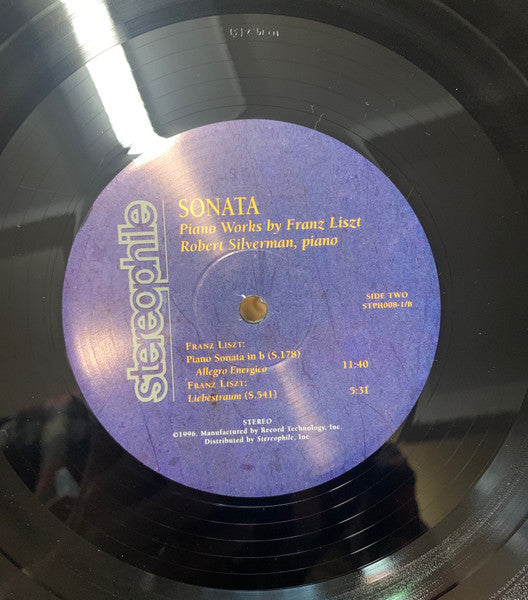 stereophile
SONATA
Piano Works by Franz Liszt
Robert Silverman, piano
SIDE TWO
STPH008-1/B
FRANZ LISZT:
Piano Sonata in b (S.178)
Allegro Energico 11:40
FRANZ LISZT:
Liebestraum (S.541) 5:31
STEREO
©1996. Manufactured by Record Technology, Inc.
Distributed by Stereophile, Inc.